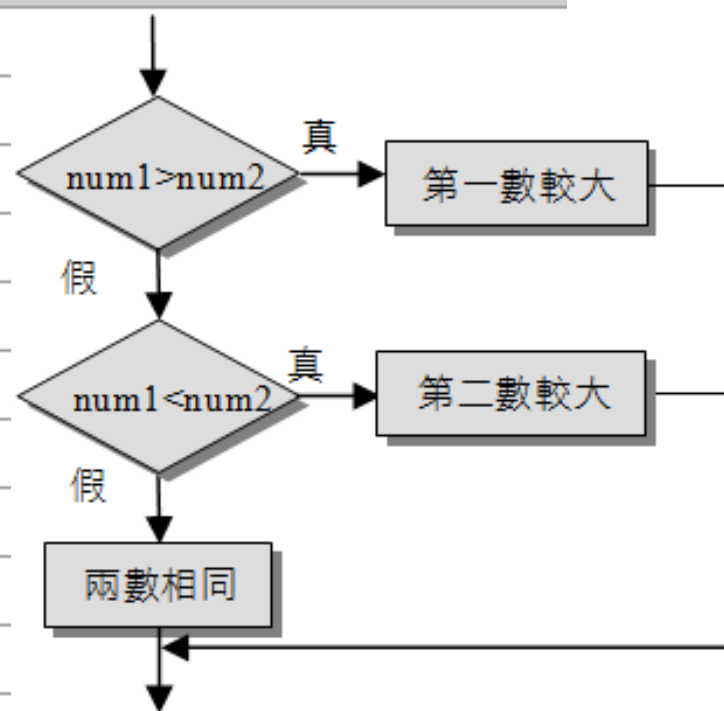 真
num1>num2
第一數較大
假
真
num1<num2
第二數較大
假
兩數相同